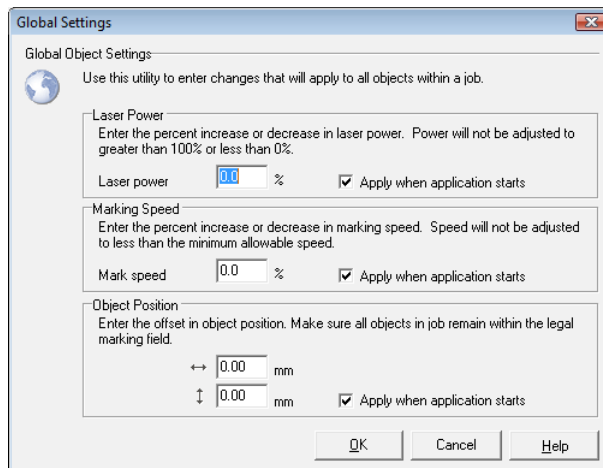 Global Settings
Global Object Settings
Use this utility to enter changes that will apply to all objects within a job.
Laser Power
Enter the percent increase or decrease in laser power.  Power will not be adjusted to
greater than 100% or less than 0%.
Laser power 0.0 % Apply when application starts
Marking Speed
Enter the percent increase or decrease in marking speed.  Speed will not be adjusted
to less than the minimum allowable speed.
Mark speed 0.0 % Apply when application starts
Object Position
Enter the offset in object position. Make sure all objects in job remain within the legal
marking field.
↔ 0.00 mm
↕ 0.00 mm Apply when application starts
OK Cancel Help